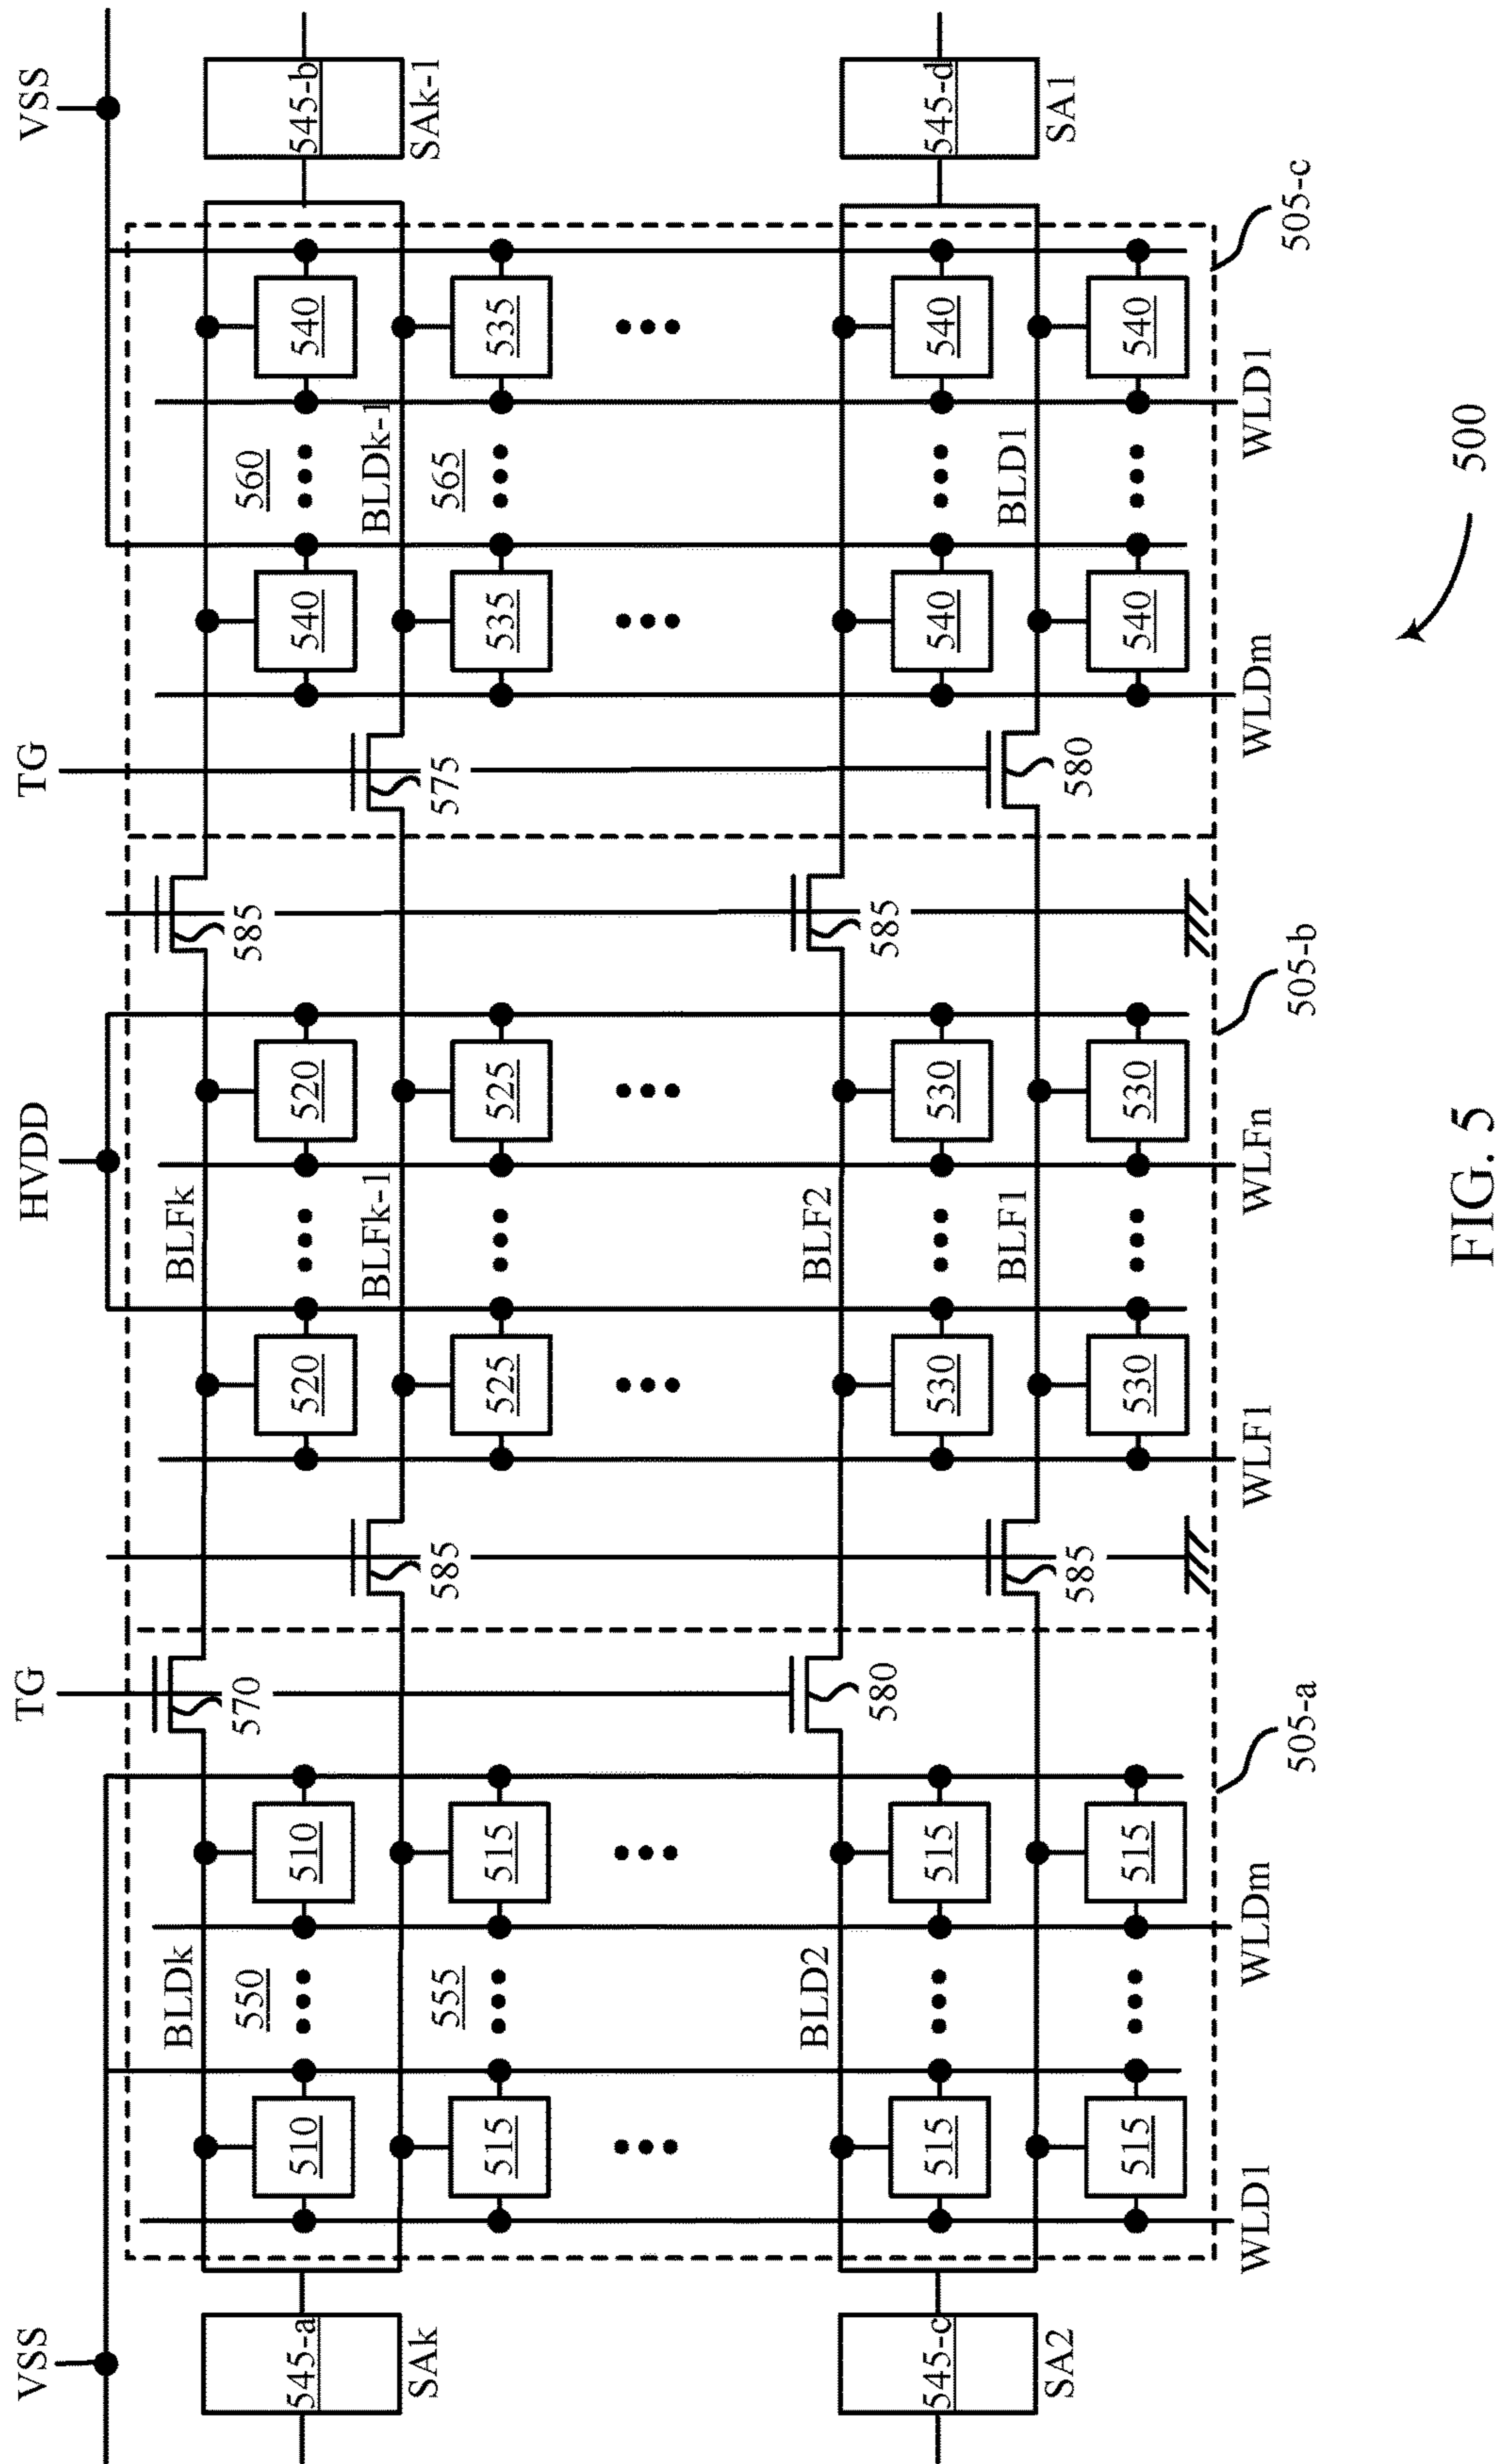 VSS TG HVDD TG VSS
BLDk BLFk
550 570 585 560
545-a 510 510 520 520 540 540 545-b
BLFk-1 BLDk-1
SAk 555 585 575 565 SAk-1
515 515 525 525 535 535
BLD2 BLF2
580 585
545-c 515 515 530 530 540 540 545-d
BLF1 BLD1
SA2 585 580 SA1
515 515 530 530 540 540
WLD1 WLDm WLF1 WLFn WLDm WLD1
505-a 505-b 505-c
500
FIG. 5